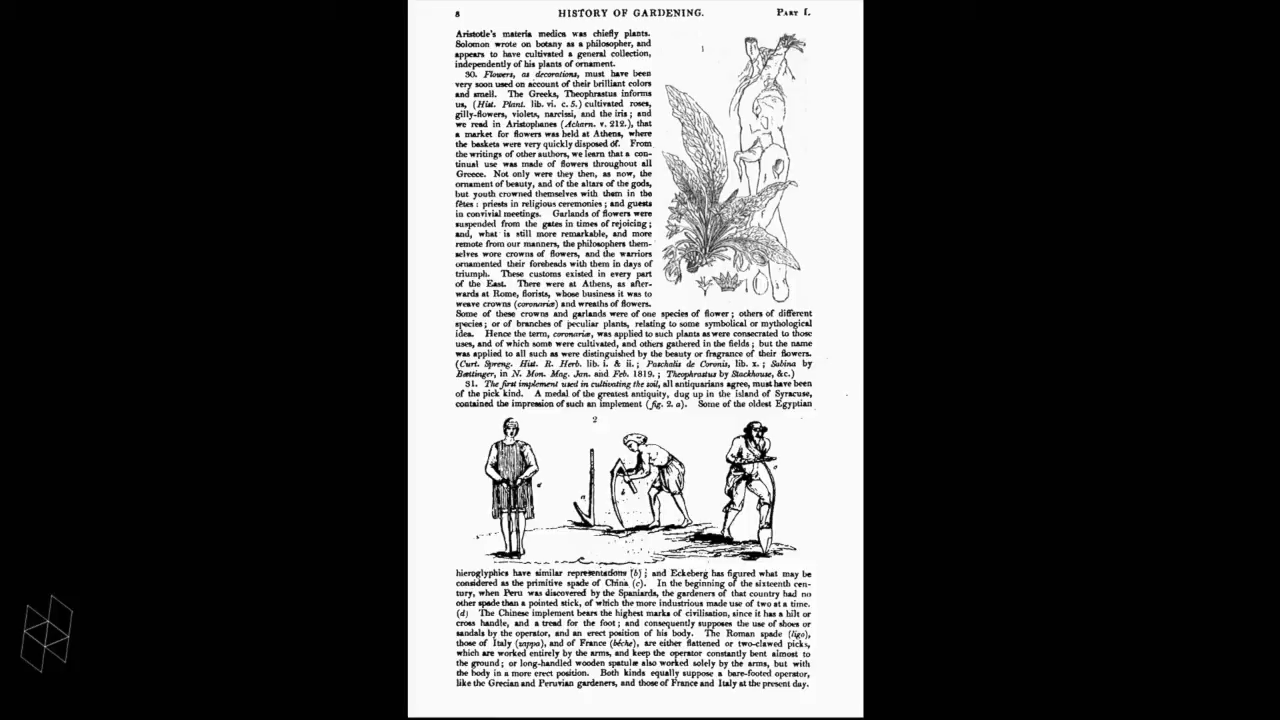 8 HISTORY OF GARDENING. PART I.
Aristotle's materia medica was chiefly plants.
Solomon wrote on botany as a philosopher, and
appears to have cultivated a general collection,
independently of his plants of ornament.
30. Flowers, as decorations, must have been
very soon used on account of their brilliant colors
and smell. The Greeks, Theophrastus informs
us, (Hist. Plant. lib. vi. c. 5.) cultivated roses,
gilly-flowers, violets, narcissi, and the iris; and
we read in Aristophanes (Acharn. v. 212.), that
a market for flowers was held at Athens, where
the baskets were very quickly disposed of. From
the writings of other authors, we learn that a con-
tinual use was made of flowers throughout all
Greece. Not only were they then, as now, the
ornament of beauty, and of the altars of the gods,
but youth crowned themselves with them in the
fêtes: priests in religious ceremonies; and guests
in convivial meetings. Garlands of flowers were
suspended from the gates in times of rejoicing;
and, what is still more remarkable, and more
remote from our manners, the philosophers them-
selves wore crowns of flowers, and the warriors
ornamented their foreheads with them in days of
triumph. These customs existed in every part
of the East. There were at Athens, as after-
wards at Rome, florists, whose business it was to
weave crowns (coronariæ) and wreaths of flowers.
1
Some of these crowns and garlands were of one species of flower; others of different
species; or of branches of peculiar plants, relating to some symbolical or mythological
idea. Hence the term, coronariæ, was applied to such plants as were consecrated to those
uses, and of which some were cultivated, and others gathered in the fields; but the name
was applied to all such as were distinguished by the beauty or fragrance of their flowers.
(Curt. Spreng. Hist. R. Herb. lib. i. & ii.; Paschalis de Coronis, lib. x.; Sabina by
Bœttinger, in N. Mon. Mag. Jan. and Feb. 1819.; Theophrastus by Stackhouse, &c.)
31. The first implement used in cultivating the soil, all antiquarians agree, must have been
of the pick kind. A medal of the greatest antiquity, dug up in the island of Syracuse,
contained the impression of such an implement (fig. 2. a). Some of the oldest Egyptian
2
d a b c
hieroglyphics have similar representations (b); and Eckeberg has figured what may be
considered as the primitive spade of China (c). In the beginning of the sixteenth cen-
tury, when Peru was discovered by the Spaniards, the gardeners of that country had no
other spade than a pointed stick, of which the more industrious made use of two at a time.
(d) The Chinese implement bears the highest marks of civilisation, since it has a hilt or
cross handle, and a tread for the foot; and consequently supposes the use of shoes or
sandals by the operator, and an erect position of his body. The Roman spade (ligo),
those of Italy (zappa), and of France (bêche), are either flattened or two-clawed picks,
which are worked entirely by the arms, and keep the operator constantly bent almost to
the ground; or long-handled wooden spatulæ also worked solely by the arms, but with
the body in a more erect position. Both kinds equally suppose a bare-footed operator,
like the Grecian and Peruvian gardeners, and those of France and Italy at the present day.